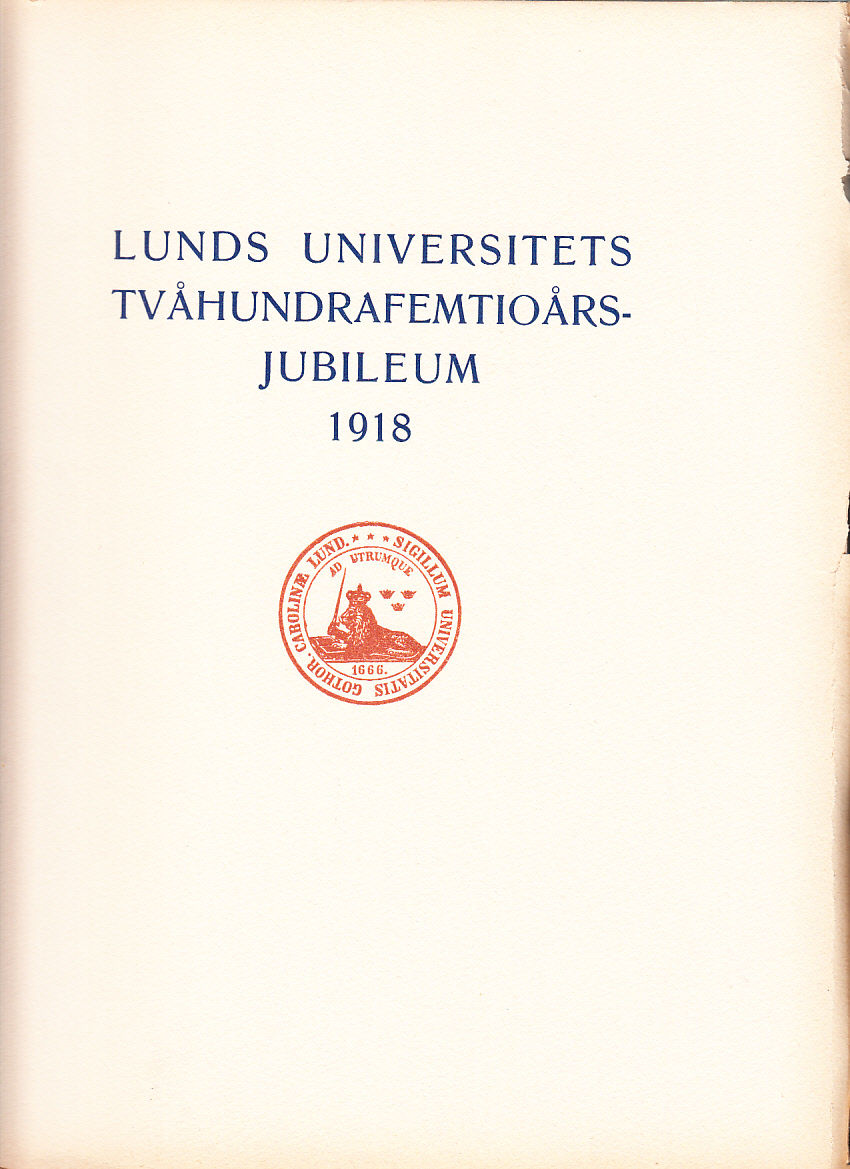 LUNDS UNIVERSITETS
TVÅHUNDRAFEMTIOÅRS-
JUBILEUM
1918
SIGILLUM UNIVERSITATIS GOTHOR. CAROLINÆ LUND. * * *
AD UTRUMQUE
1666.